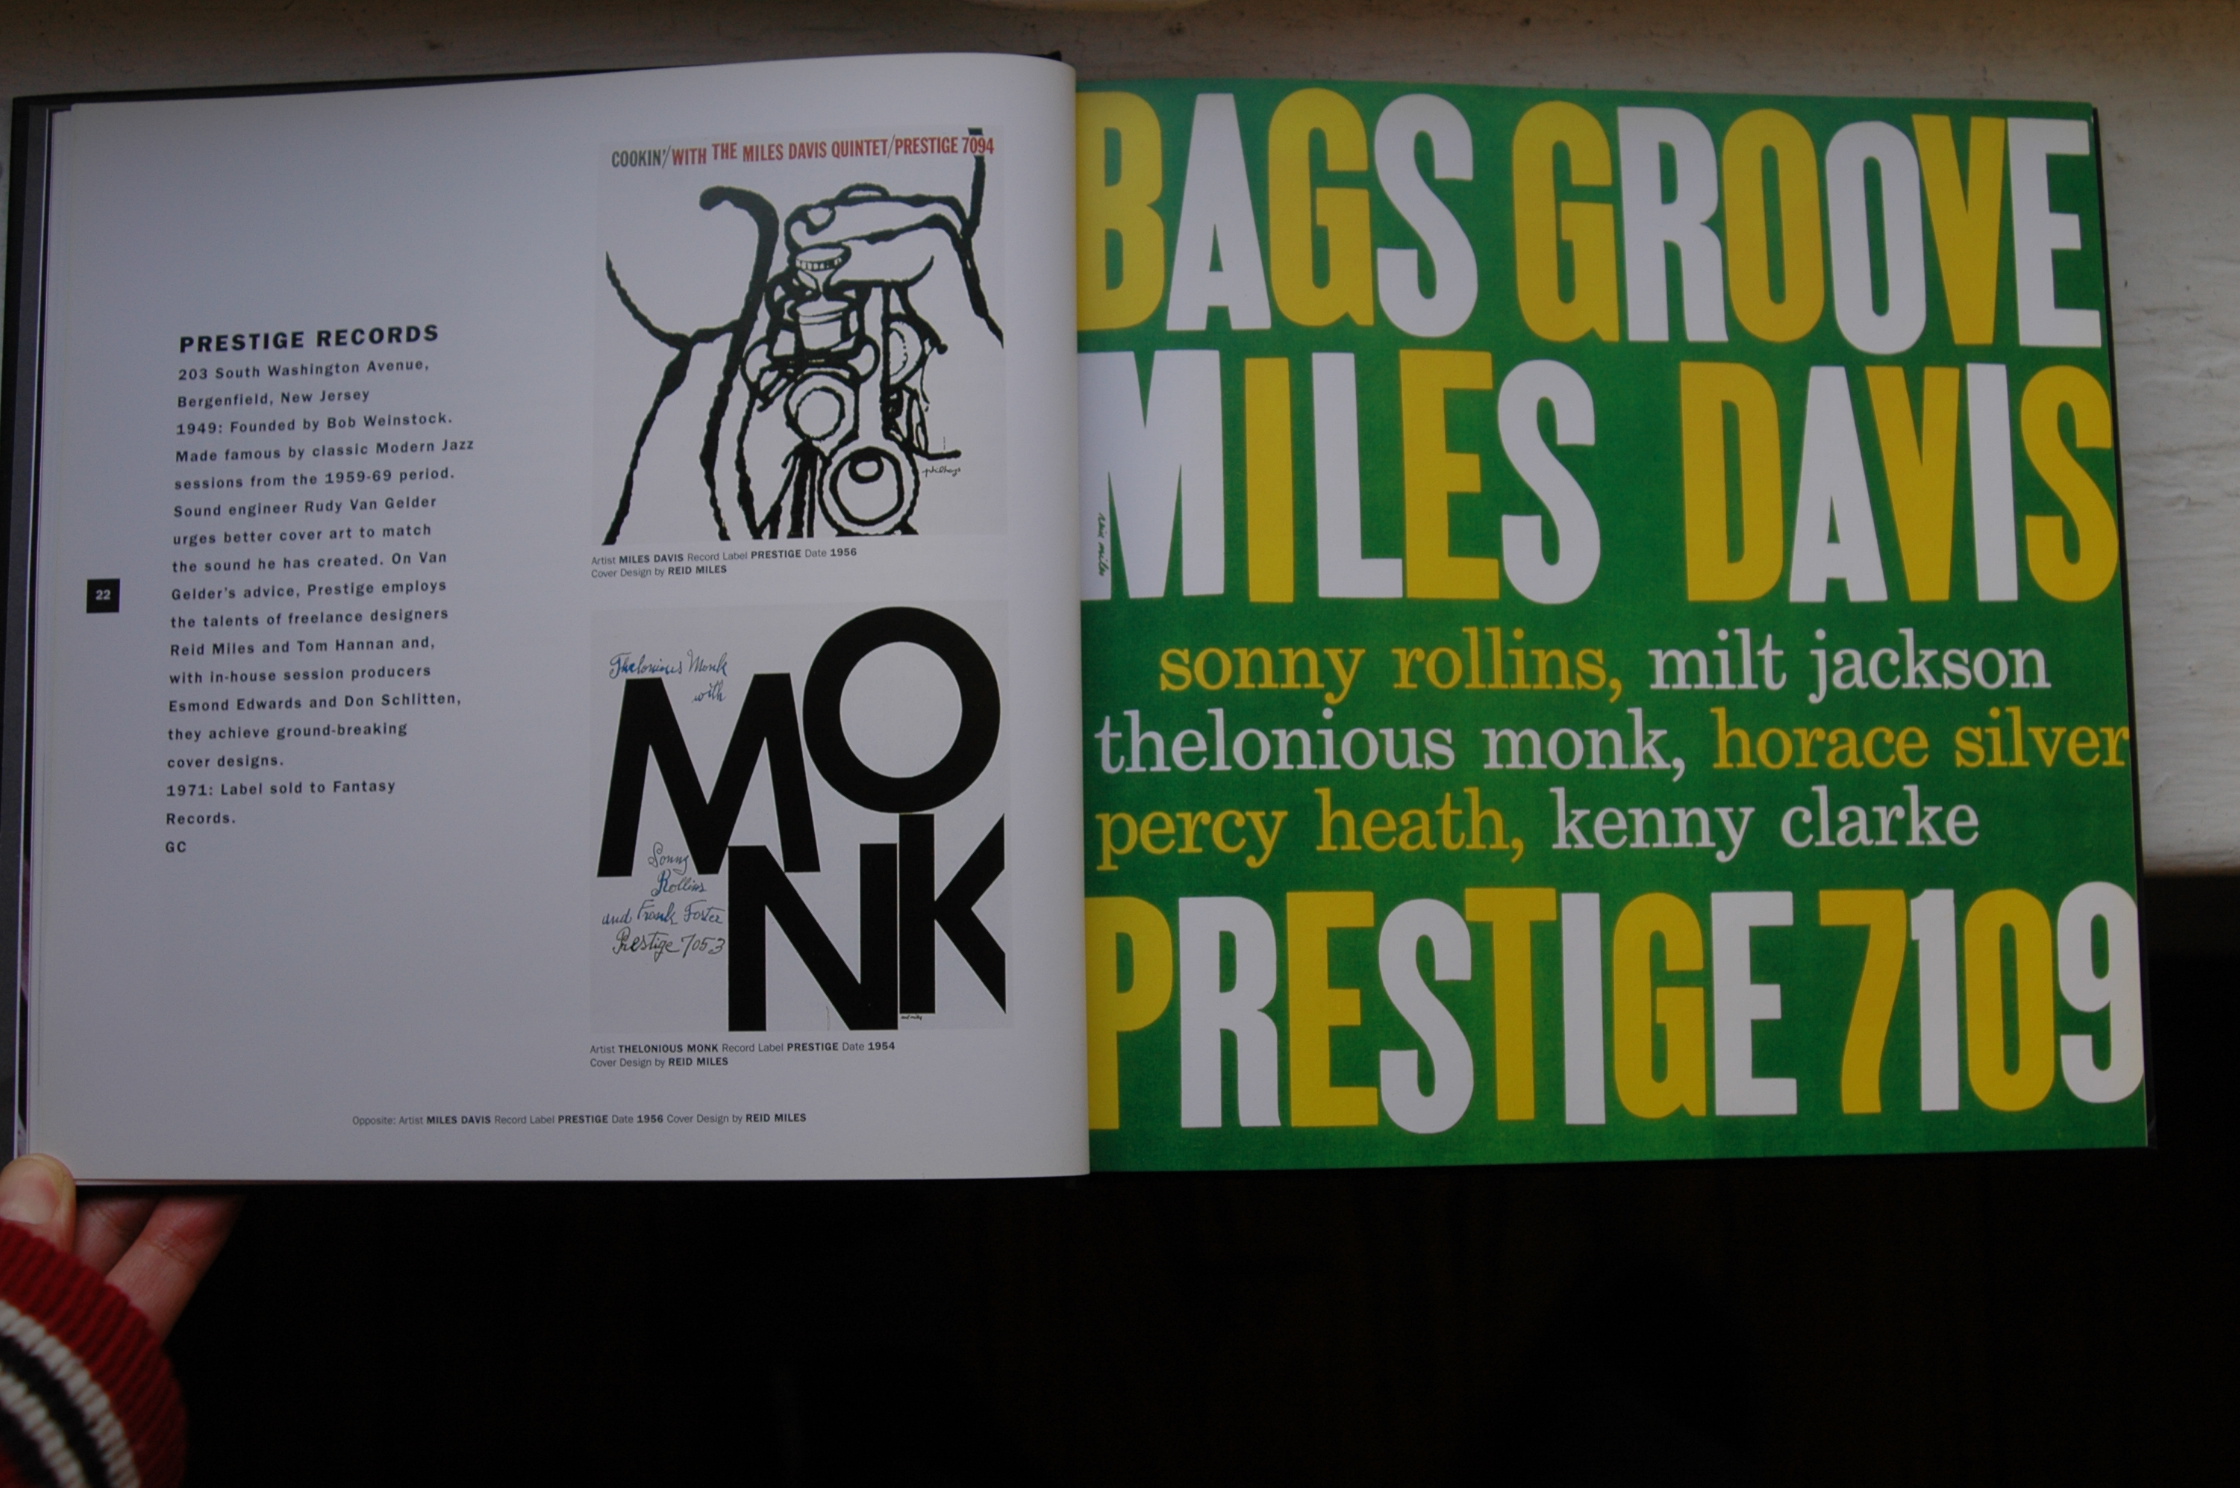 PRESTIGE RECORDS
203 South Washington Avenue,
Bergenfield, New Jersey
1949: Founded by Bob Weinstock.
Made famous by classic Modern Jazz
sessions from the 1959-69 period.
Sound engineer Rudy Van Gelder
urges better cover art to match
the sound he has created. On Van
Gelder's advice, Prestige employs
the talents of freelance designers
Reid Miles and Tom Hannan and,
with in-house session producers
Esmond Edwards and Don Schlitten,
they achieve ground-breaking
cover designs.
1971: Label sold to Fantasy
Records.
GC
22
COOKIN'/WITH THE MILES DAVIS QUINTET/PRESTIGE 7094
philhays
Artist MILES DAVIS Record Label PRESTIGE Date 1956
Cover Design by REID MILES
Thelonious Monk
with
MO
NK
Sonny
Rollins
and Frank Foster
Prestige 7053
Artist THELONIOUS MONK Record Label PRESTIGE Date 1954
Cover Design by REID MILES
Opposite: Artist MILES DAVIS Record Label PRESTIGE Date 1956 Cover Design by REID MILES
BAGS GROOVE
MILES DAVIS
reid miles
sonny rollins, milt jackson
thelonious monk, horace silver
percy heath, kenny clarke
PRESTIGE 7109